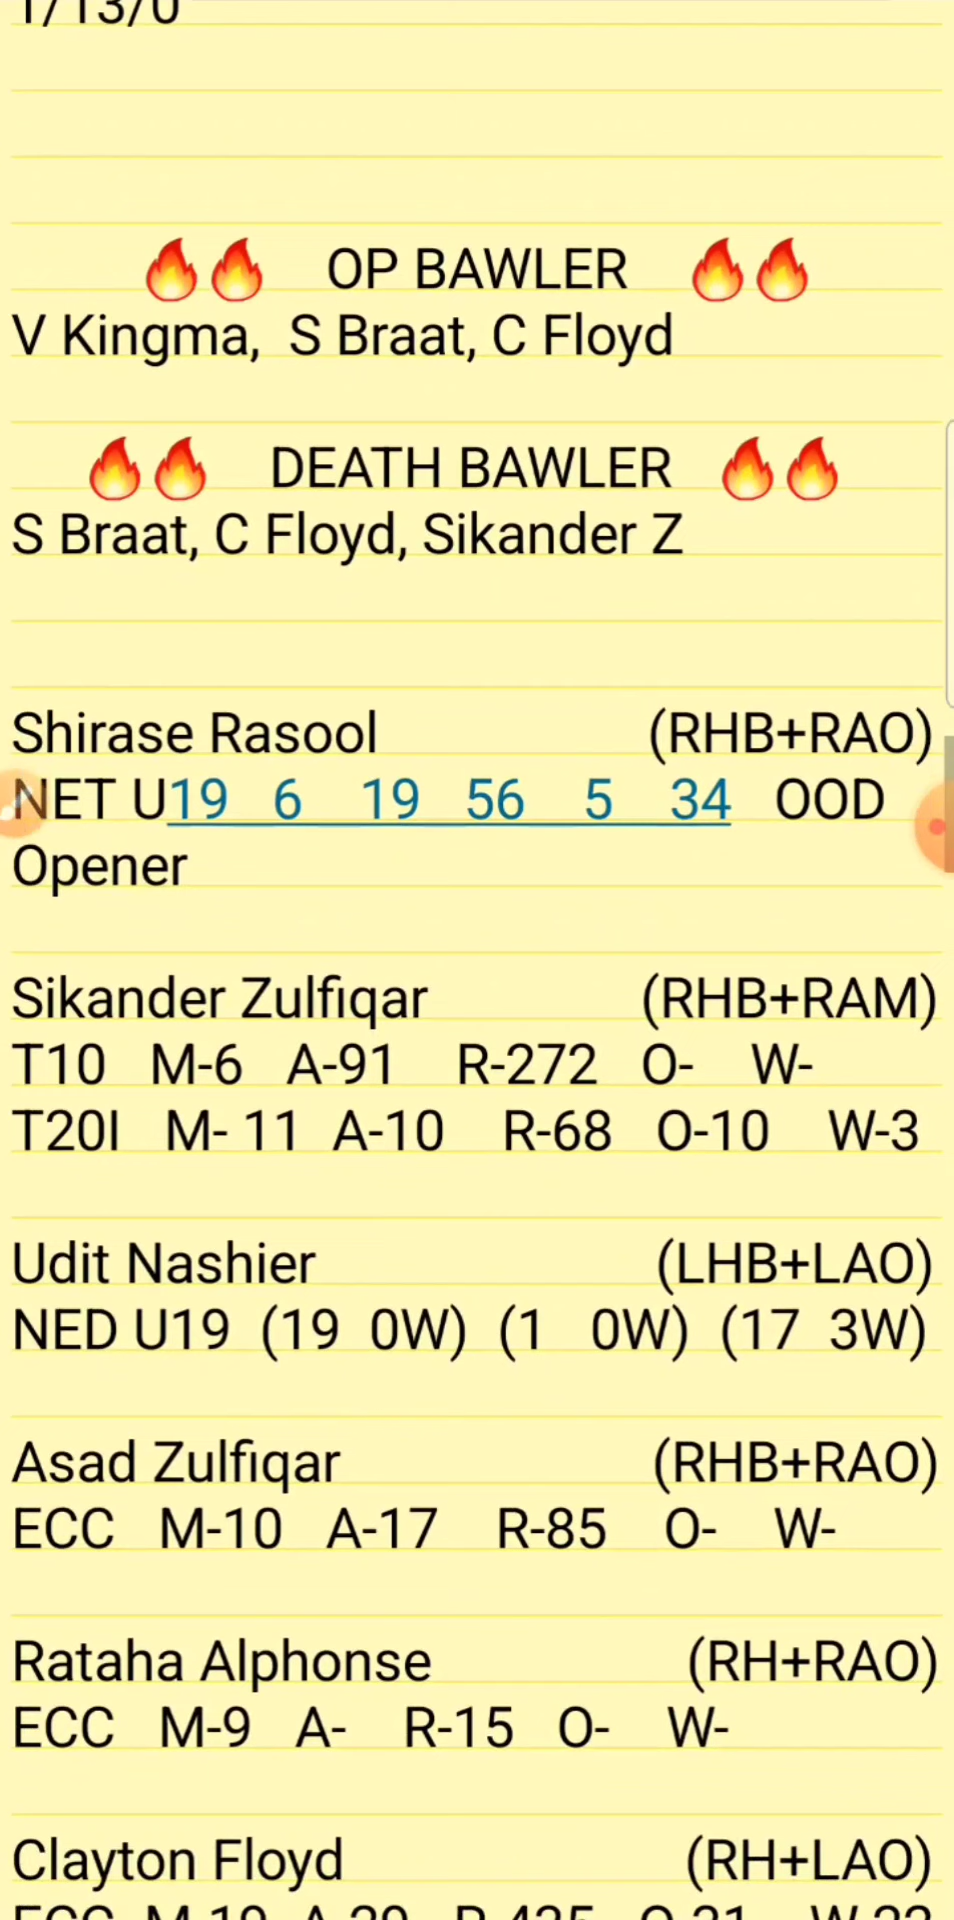 1/13/0
🔥🔥 OP BAWLER 🔥🔥
V Kingma, S Braat, C Floyd
🔥🔥 DEATH BAWLER 🔥🔥
S Braat, C Floyd, Sikander Z
Shirase Rasool (RHB+RAO)
NET U19 6 19 56 5 34 OOD
Opener
Sikander Zulfiqar (RHB+RAM)
T10 M-6 A-91 R-272 O- W-
T20I M- 11 A-10 R-68 O-10 W-3
Udit Nashier (LHB+LAO)
NED U19 (19 0W) (1 0W) (17 3W)
Asad Zulfiqar (RHB+RAO)
ECC M-10 A-17 R-85 O- W-
Rataha Alphonse (RH+RAO)
ECC M-9 A- R-15 O- W-
Clayton Floyd (RH+LAO)